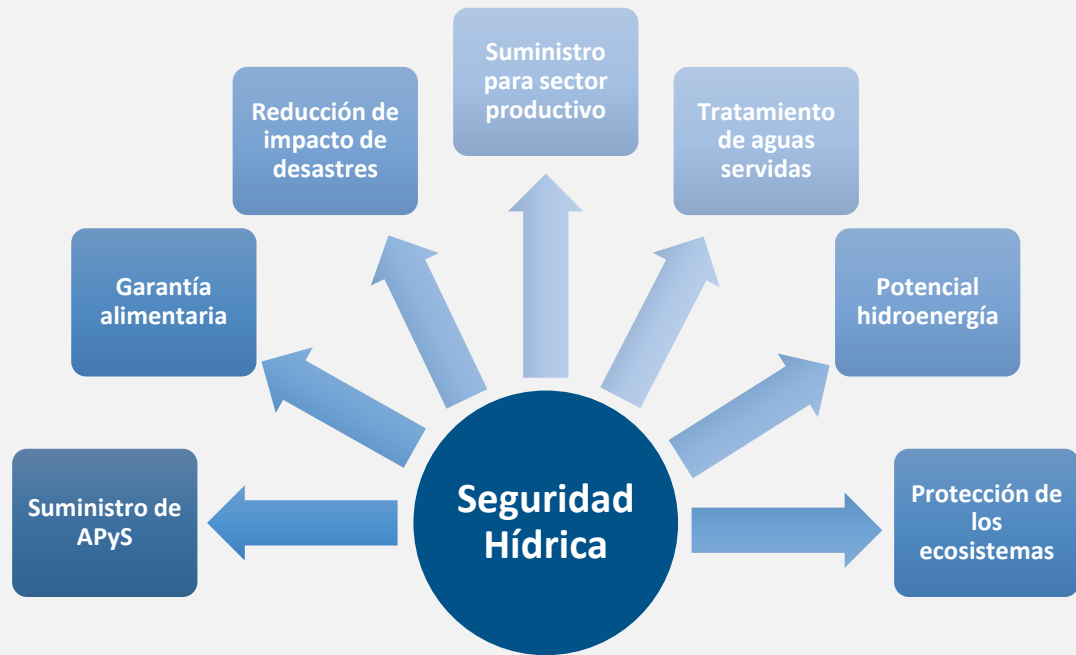 Suministro
para sector
productivo
Reducción de
impacto de
desastres
Tratamiento
de aguas
servidas
Garantía
alimentaria
Potencial
hidroenergía
Suministro de
APyS
Seguridad
Hídrica
Protección de
los
ecosistemas